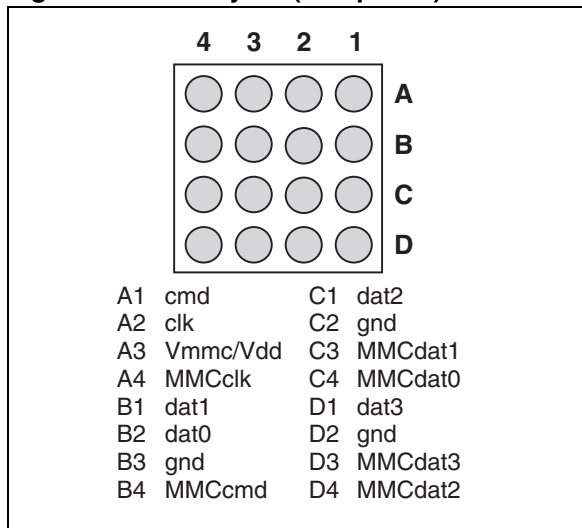 4 3 2 1
A
B
C
D
A1 cmd C1 dat2
A2 clk C2 gnd
A3 Vmmc/Vdd C3 MMCdat1
A4 MMCclk C4 MMCdat0
B1 dat1 D1 dat3
B2 dat0 D2 gnd
B3 gnd D3 MMCdat3
B4 MMCcmd D4 MMCdat2